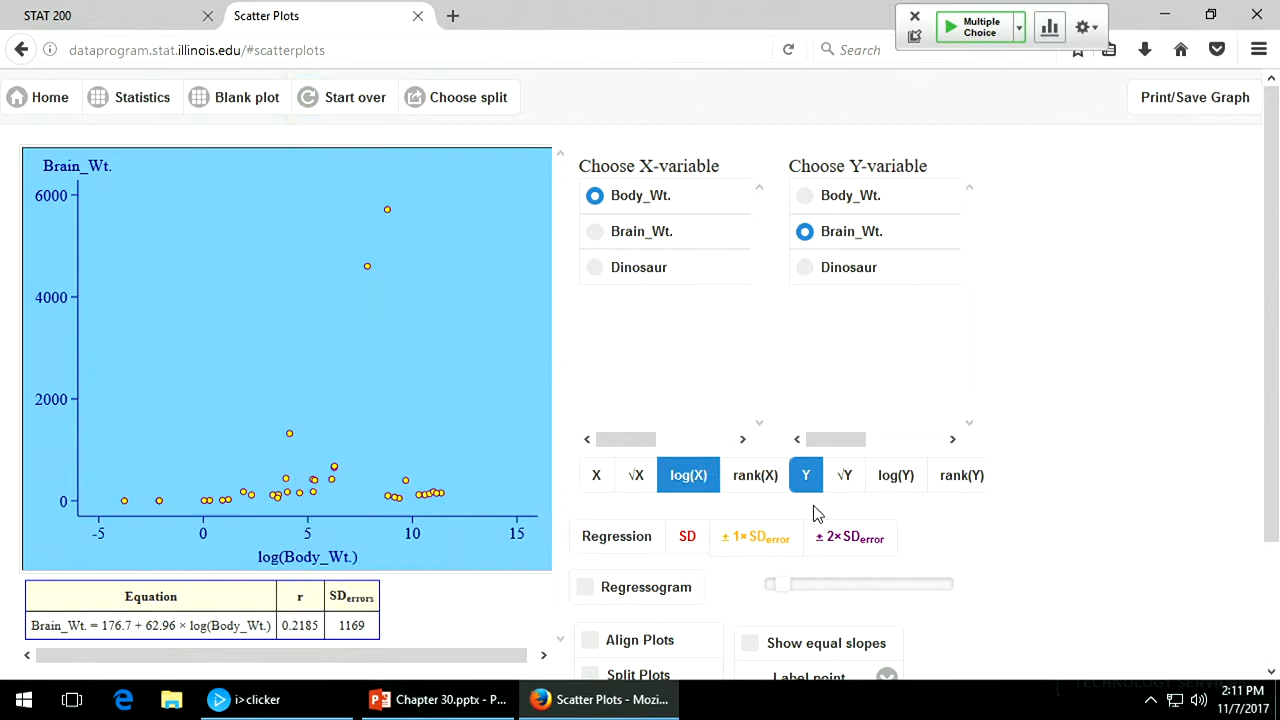 STAT 200
Scatter Plots
Multiple
Choice
dataprogram.stat.illinois.edu/#scatterplots
Search
Home
Statistics
Blank plot
Start over
Choose split
Print/Save Graph
Brain_Wt.
6000
4000
2000
0
-5 0 5 10 15
log(Body_Wt.)
Choose X-variable
Body_Wt.
Brain_Wt.
Dinosaur
Choose Y-variable
Body_Wt.
Brain_Wt.
Dinosaur
X √X log(X) rank(X) Y √Y log(Y) rank(Y)
Regression SD ± 1× SDerror ± 2× SDerror
Regressogram
Equation r SDerrors
Brain_Wt. = 176.7 + 62.96 × log(Body_Wt.) 0.2185 1169
Align Plots
Show equal slopes
Split Plots
Label point
TECHNOLOGY SERVICES
i>clicker
Chapter 30.pptx - P...
Scatter Plots - Mozi...
2:11 PM
11/7/2017